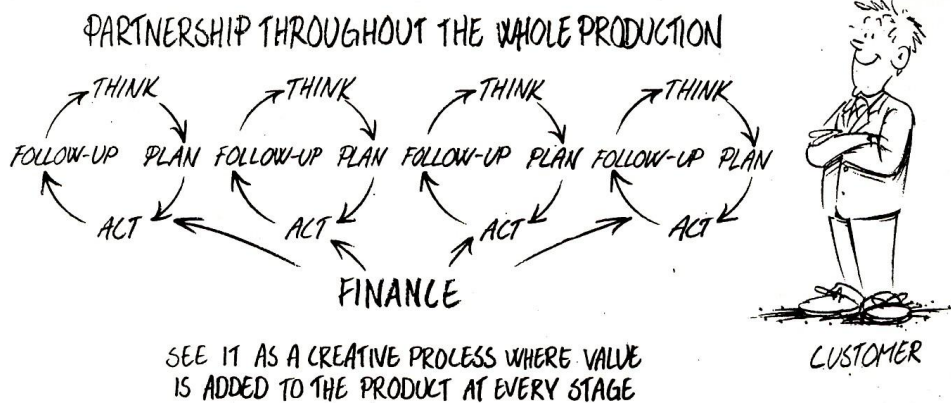 PARTNERSHIP THROUGHOUT THE WHOLE PRODUCTION
THINK THINK THINK THINK
FOLLOW-UP PLAN FOLLOW-UP PLAN FOLLOW-UP PLAN FOLLOW-UP PLAN
ACT ACT ACT ACT
FINANCE
SEE IT AS A CREATIVE PROCESS WHERE VALUE
IS ADDED TO THE PRODUCT AT EVERY STAGE
CUSTOMER